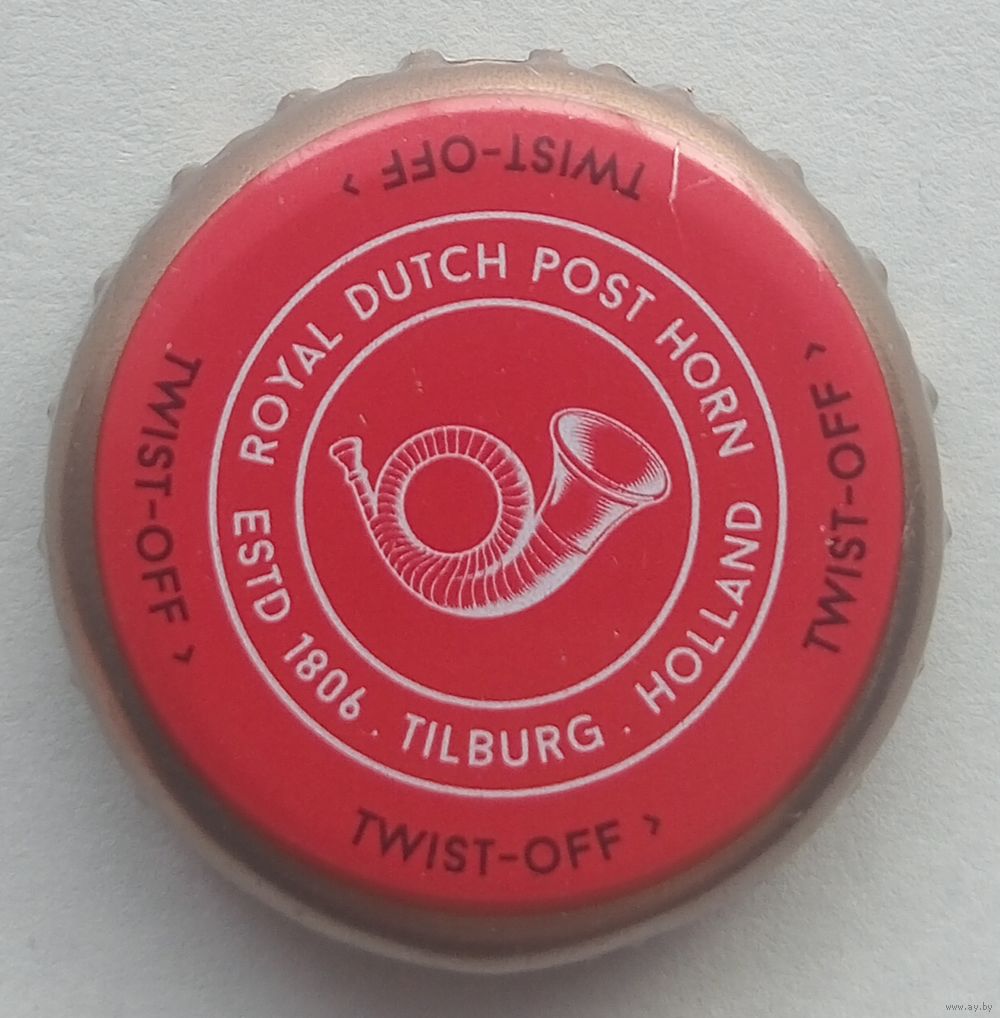 TWIST-OFF >
ROYAL DUTCH POST HORN
ESTD 1806 . TILBURG . HOLLAND
TWIST-OFF >
TWIST-OFF >
TWIST-OFF >
www.ay.by